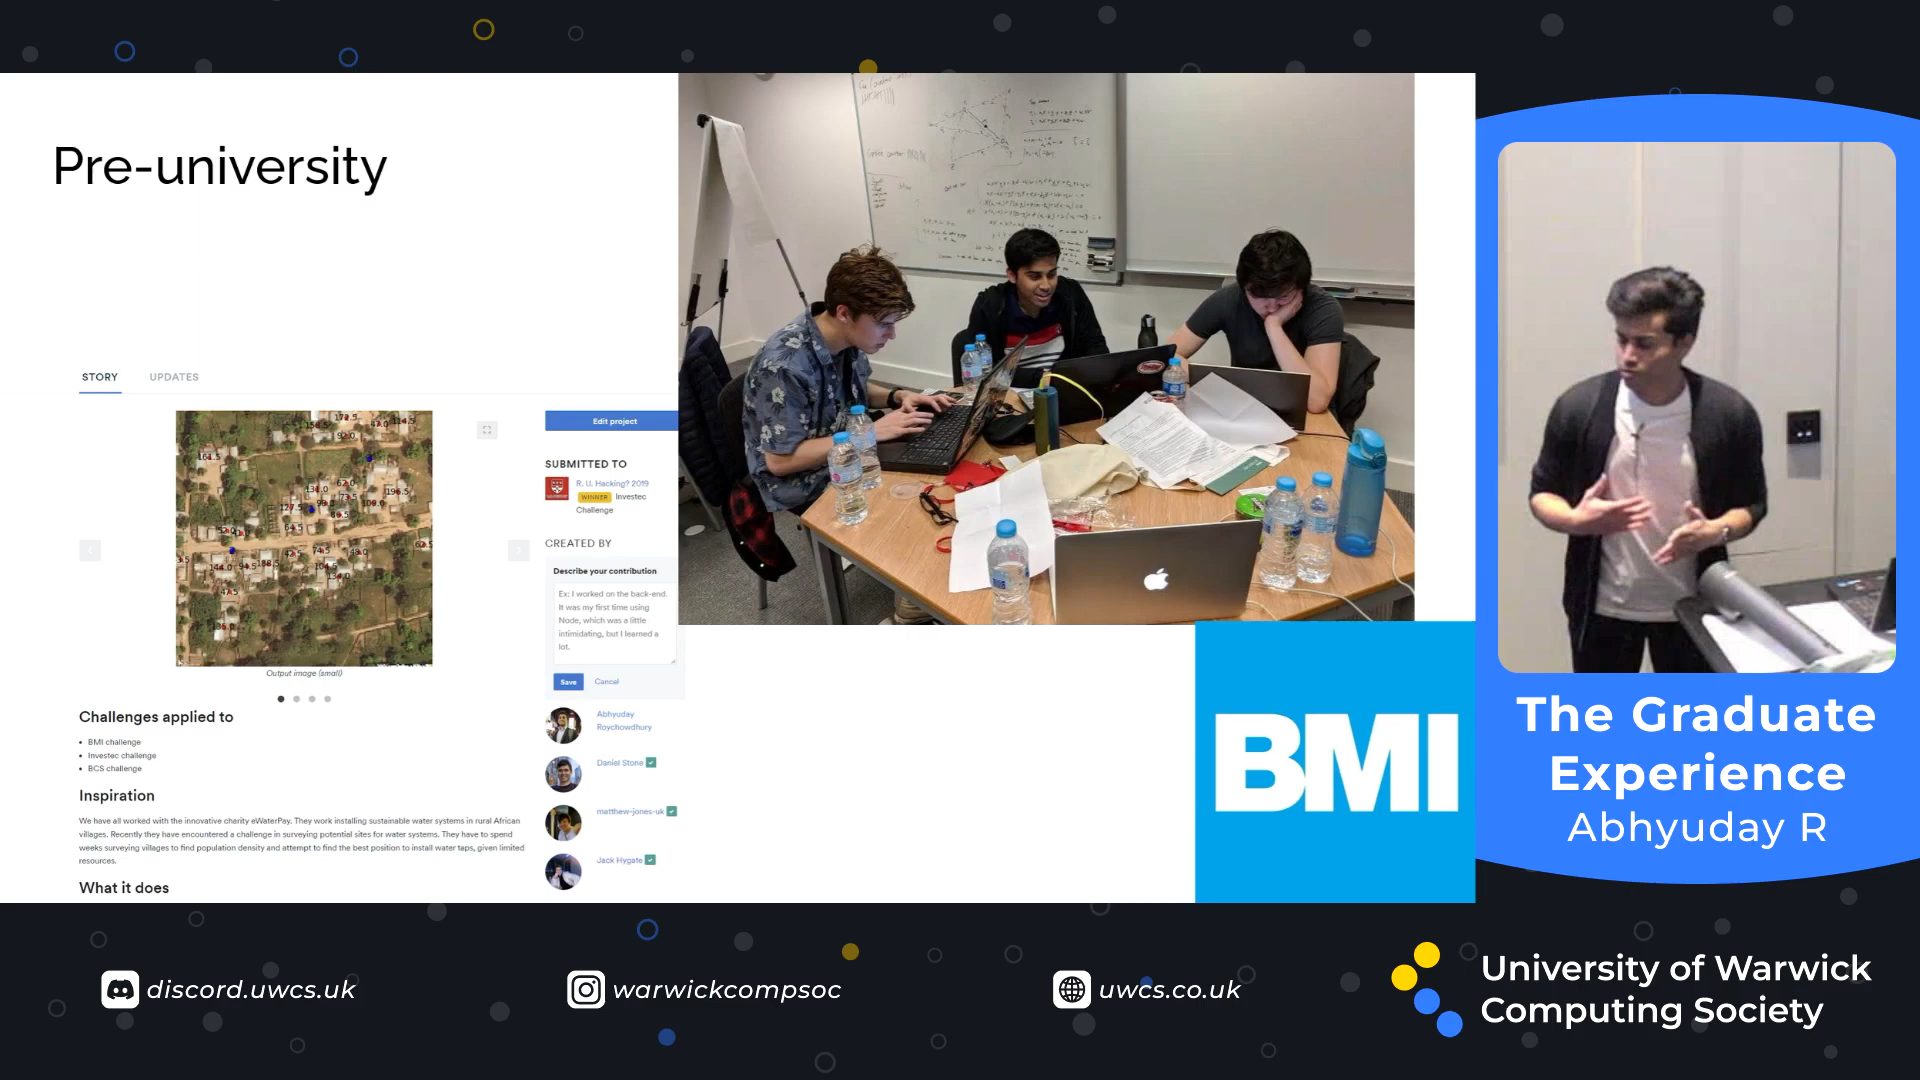 Pre-university
STORY
UPDATES
Output image (small)
Challenges applied to
BMI challenge
Investec challenge
BCS challenge
Inspiration
We have all worked with the innovative charity eWaterPay. They work installing sustainable water systems in rural African
villages. Recently they have encountered a challenge in surveying potential sites for water systems. They have to spend
weeks surveying villages to find population density and attempt to find the best position to install water taps, given limited
resources.
What it does
Edit project
SUBMITTED TO
R. U. Hacking? 2019
WINNER Investec
Challenge
CREATED BY
Describe your contribution
Ex: I worked on the back-end.
It was my first time using
Node, which was a little
intimidating, but I learned a
lot.
Save
Cancel
Abhyuday
Roychowdhury
Daniel Stone
matthew-jones-uk
Jack Hygate
BMI
The Graduate
Experience
Abhyuday R
discord.uwcs.uk
warwickcompsoc
uwcs.co.uk
University of Warwick
Computing Society